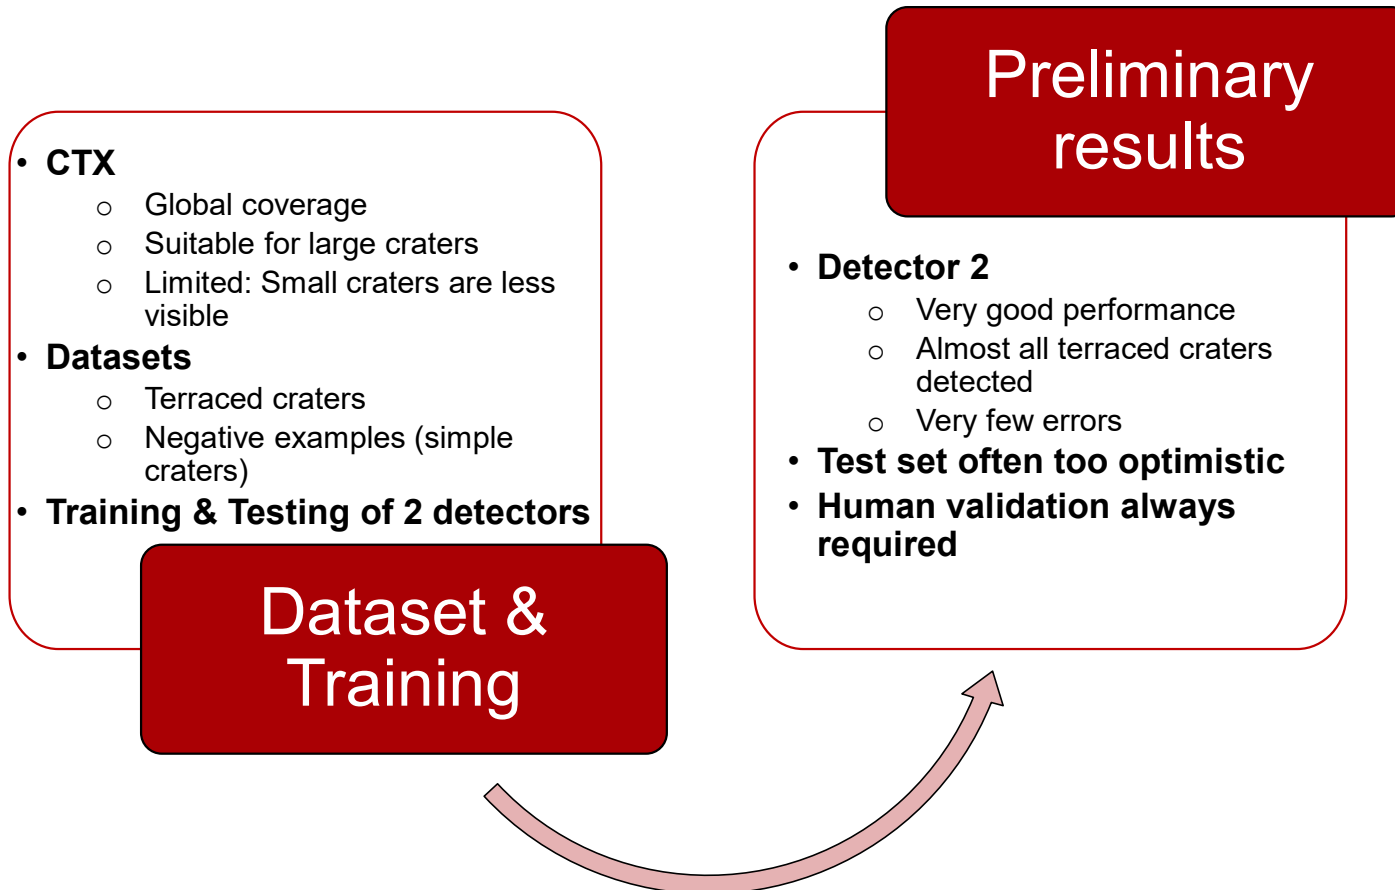 • CTX
o Global coverage
o Suitable for large craters
o Limited: Small craters are less
visible
• Datasets
o Terraced craters
o Negative examples (simple
craters)
• Training & Testing of 2 detectors
Dataset &
Training
Preliminary
results
• Detector 2
o Very good performance
o Almost all terraced craters
detected
o Very few errors
• Test set often too optimistic
• Human validation always
required